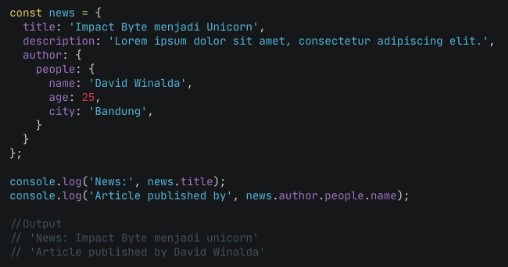 const news = {
  title: 'Impact Byte menjadi Unicorn',
  description: 'Lorem ipsum dolor sit amet, consectetur adipiscing elit.',
  author: {
    people: {
      name: 'David Winalda',
      age: 25,
      city: 'Bandung',
    }
  }
};

console.log('News:', news.title);
console.log('Article published by', news.author.people.name);

//Output
// 'News: Impact Byte menjadi unicorn'
// 'Article published by David Winalda'